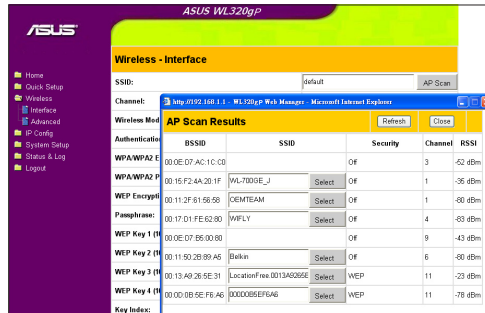 ASUS WL320gP
ASUS
Wireless - Interface
Home
Quick Setup
Wireless
Interface
Advanced
IP Config
System Setup
Status & Log
Logout
SSID: default AP Scan
Channel:
Wireless Mod
Authenticatio
WPA/WPA2 E
WPA/WPA2 P
WEP Encrypti
Passphrase:
WEP Key 1 (1
WEP Key 2 (1
WEP Key 3 (1
WEP Key 4 (1
Key Index:
http://192.168.1.1 - WL320gP Web Manager - Microsoft Internet Explorer
AP Scan Results Refresh Close
BSSID SSID Security Channel RSSI
00:0E:D7:AC:1C:C0 Off 3 -52 dBm
00:15:F2:4A:20:1F WL-700GE_J Select Off 1 -35 dBm
00:11:2F:61:56:58 OEMTEAM Select Off 1 -80 dBm
00:17:D1:FE:62:80 WIFLY Select Off 4 -83 dBm
00:0E:D7:B5:00:80 Off 9 -43 dBm
00:11:50:2B:89:A5 Belkin Select Off 6 -80 dBm
00:13:A9:26:5E:31 LocationFree.0013A9265E Select WEP 11 -23 dBm
00:0D:0B:5E:F6:A6 000D0B5EF6A6 Select WEP 11 -78 dBm